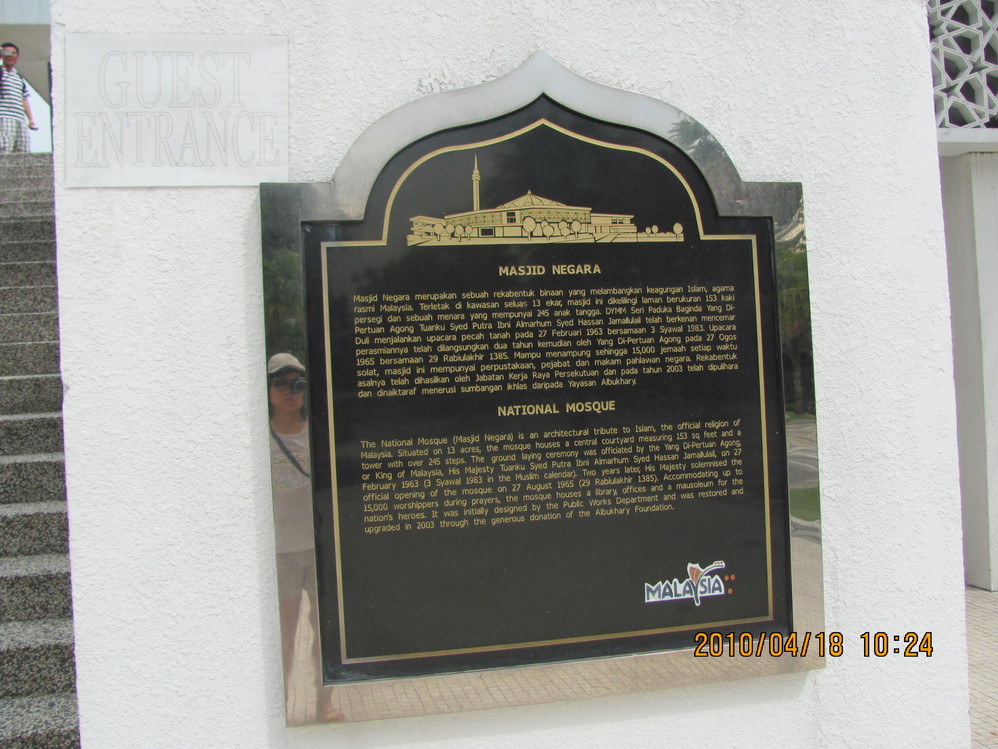 GUEST
ENTRANCE
MASJID NEGARA
Masjid Negara merupakan sebuah rekabentuk binaan yang melambangkan keagungan Islam, agama
rasmi Malaysia. Terletak di kawasan seluas 13 ekar, masjid ini dikelilingi laman berukuran 153 kaki
persegi dan sebuah menara yang mempunyai 245 anak tangga. DYMM Seri Paduka Baginda Yang Di-
Pertuan Agong Tuanku Syed Putra Ibni Almarhum Syed Hassan Jamallulail telah berkenan mencemar
Duli menjalankan upacara pecah tanah pada 27 Februari 1963 bersamaan 3 Syawal 1983. Upacara
perasmiannya telah dilangsungkan dua tahun kemudian oleh Yang Di-Pertuan Agong pada 27 Ogos
1965 bersamaan 29 Rabiulakhir 1385. Mampu menampung sehingga 15,000 jemaah setiap waktu
solat, masjid ini mempunyai perpustakaan, pejabat dan makam pahlawan negara. Rekabentuk
asalnya telah dihasilkan oleh Jabatan Kerja Raya Persekutuan dan pada tahun 2003 telah dipulihara
dan dinaiktaraf menerusi sumbangan ikhlas daripada Yayasan Albukhary.
NATIONAL MOSQUE
The National Mosque (Masjid Negara) is an architectural tribute to Islam, the official religion of
Malaysia. Situated on 13 acres, the mosque houses a central courtyard measuring 153 sq feet and a
tower with over 245 steps. The ground laying ceremony was officiated by the Yang Di-Pertuan Agong,
or King of Malaysia, His Majesty Tuanku Syed Putra Ibni Almarhum Syed Hassan Jamallulail, on 27
February 1963 (3 Syawal 1983 in the Muslim calendar). Two years later, His Majesty solemnised the
official opening of the mosque on 27 August 1965 (29 Rabiulakhir 1385). Accommodating up to
15,000 worshippers during prayers, the mosque houses a library, offices and a mausoleum for the
nation's heroes. It was initially designed by the Public Works Department and was restored and
upgraded in 2003 through the generous donation of the Albukhary Foundation.
MALAYSIA
2010/04/18 10:24